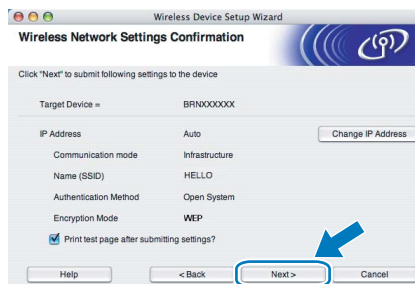 Wireless Device Setup Wizard
Wireless Network Settings Confirmation
Click "Next" to submit following settings to the device
Target Device = BRNXXXXXX
IP Address Auto Change IP Address
Communication mode Infrastructure
Name (SSID) HELLO
Authentication Method Open System
Encryption Mode WEP
Print test page after submitting settings?
Help < Back Next > Cancel